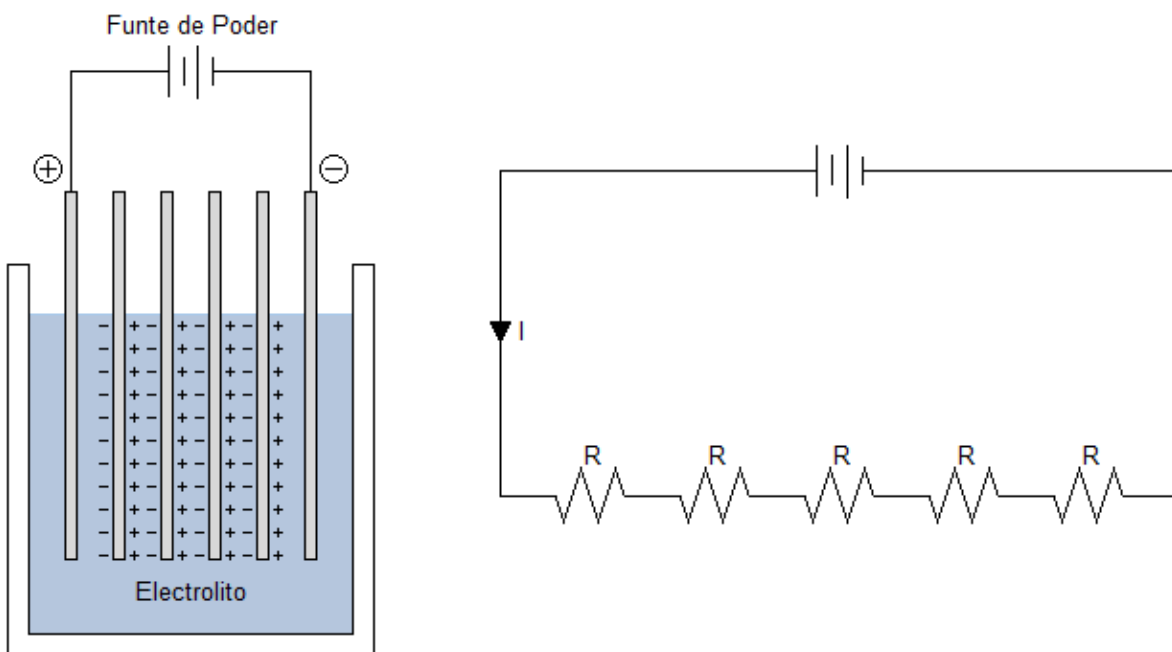 Funte de Poder
+ −
I
R R R R R
Electrolito